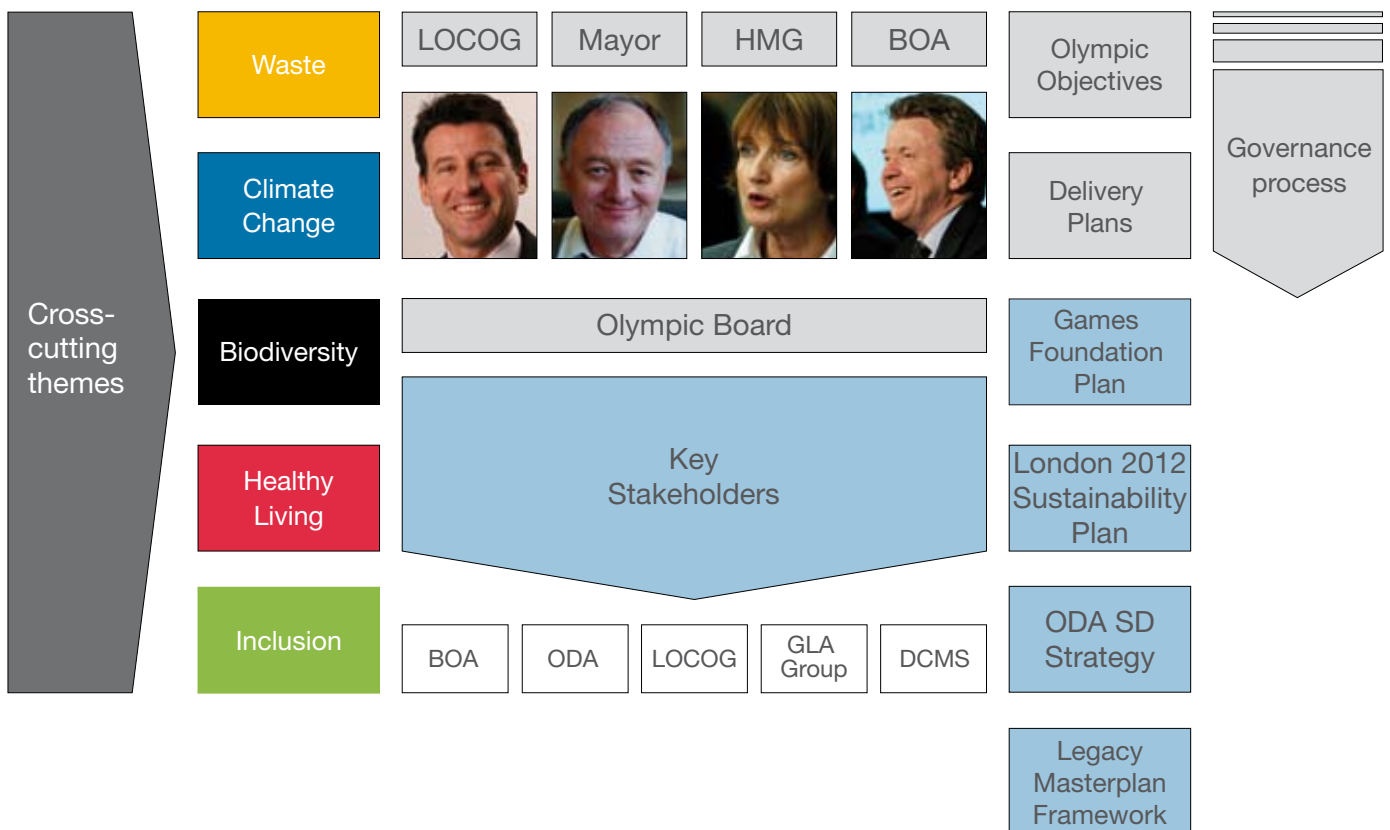 Cross-
cutting
themes
Waste
Climate
Change
Biodiversity
Healthy
Living
Inclusion
LOCOG
Mayor
HMG
BOA
Olympic Board
Key
Stakeholders
BOA
ODA
LOCOG
GLA
Group
DCMS
Olympic
Objectives
Delivery
Plans
Games
Foundation
Plan
London 2012
Sustainability
Plan
ODA SD
Strategy
Legacy
Masterplan
Framework
Governance
process